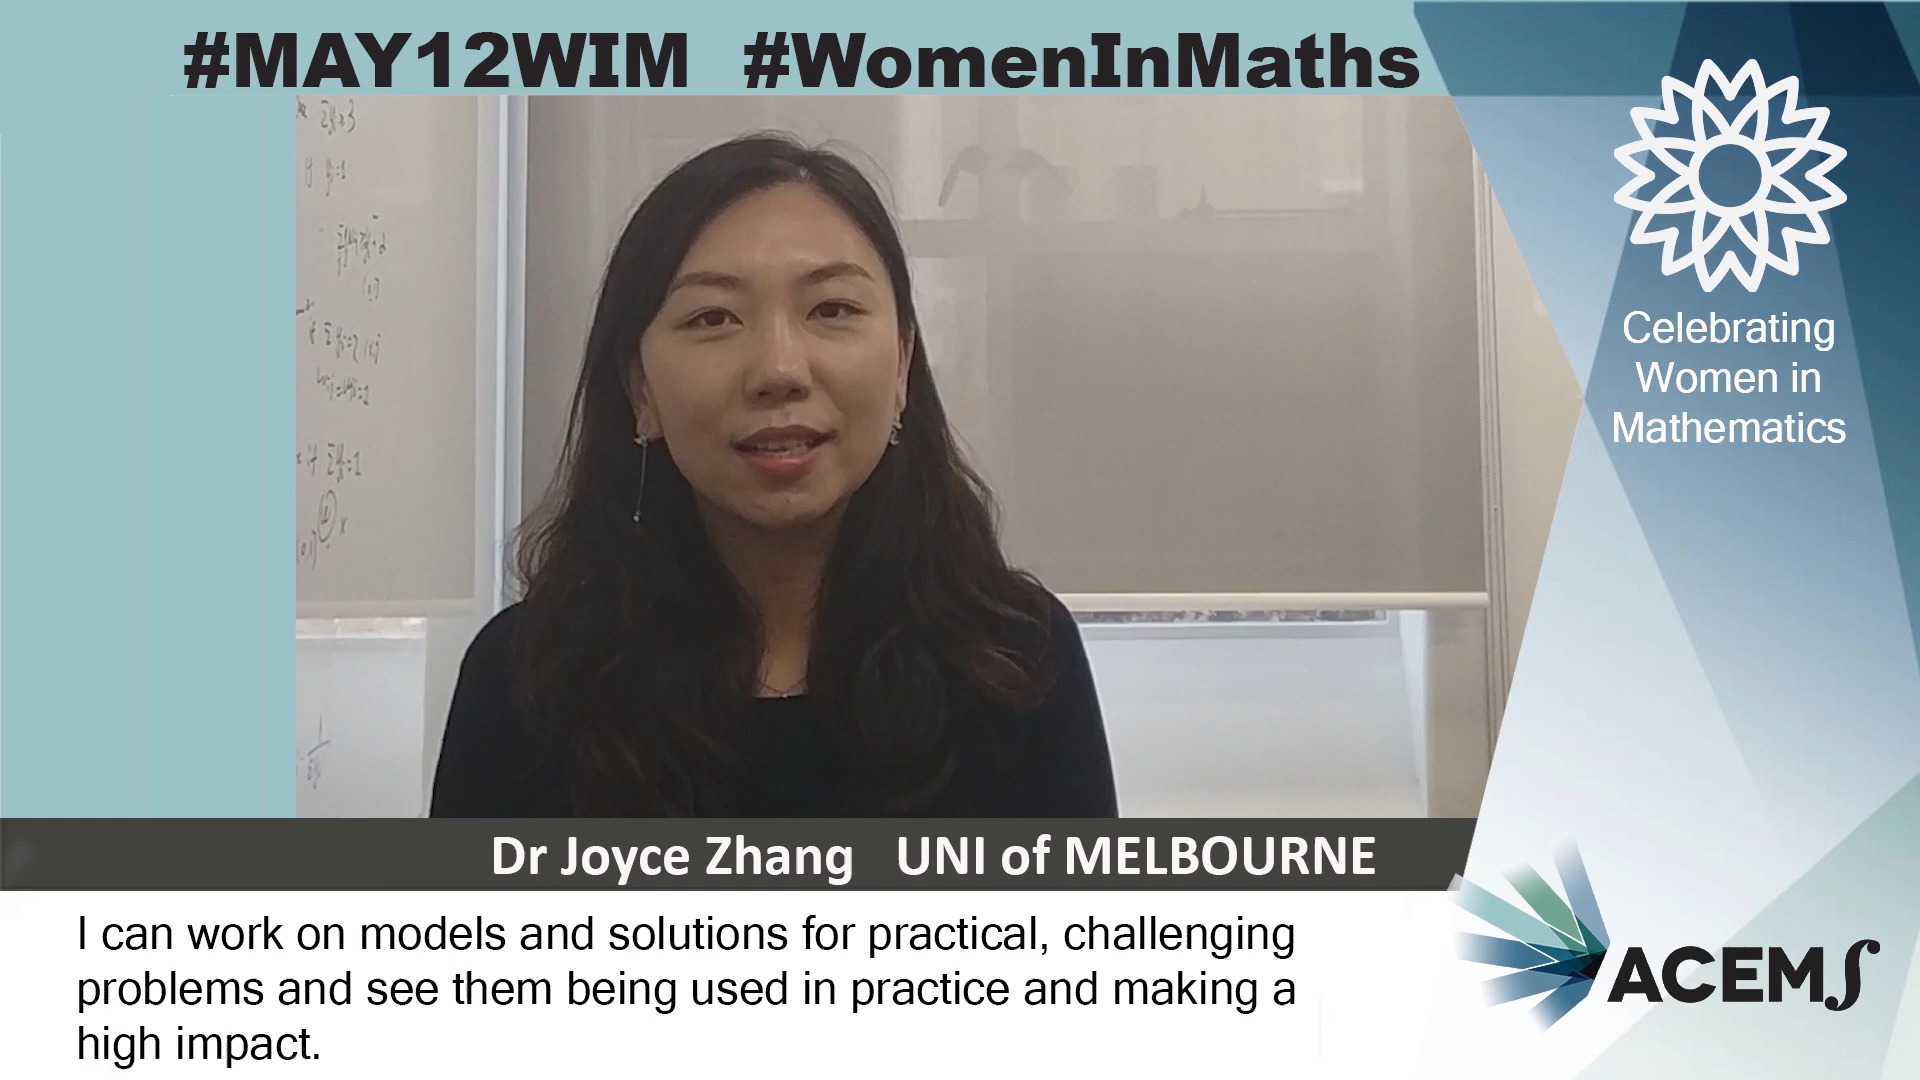 #MAY12WIM #WomenInMaths
Celebrating
Women in
Mathematics
Dr Joyce Zhang UNI of MELBOURNE
I can work on models and solutions for practical, challenging
problems and see them being used in practice and making a
high impact.
ACEMS